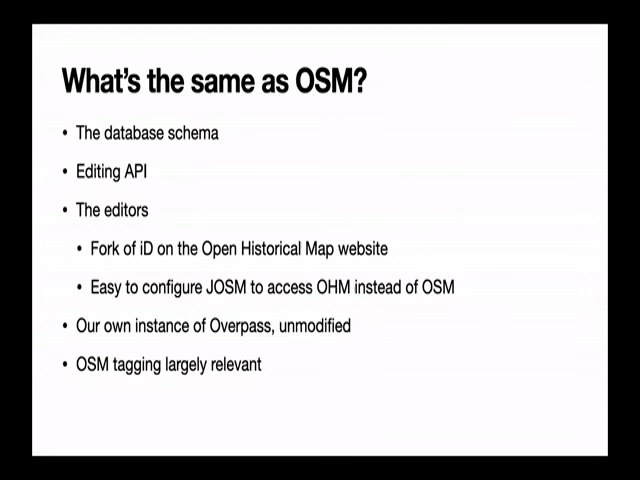 What's the same as OSM?
• The database schema
• Editing API
• The editors
• Fork of iD on the Open Historical Map website
• Easy to configure JOSM to access OHM instead of OSM
• Our own instance of Overpass, unmodified
• OSM tagging largely relevant